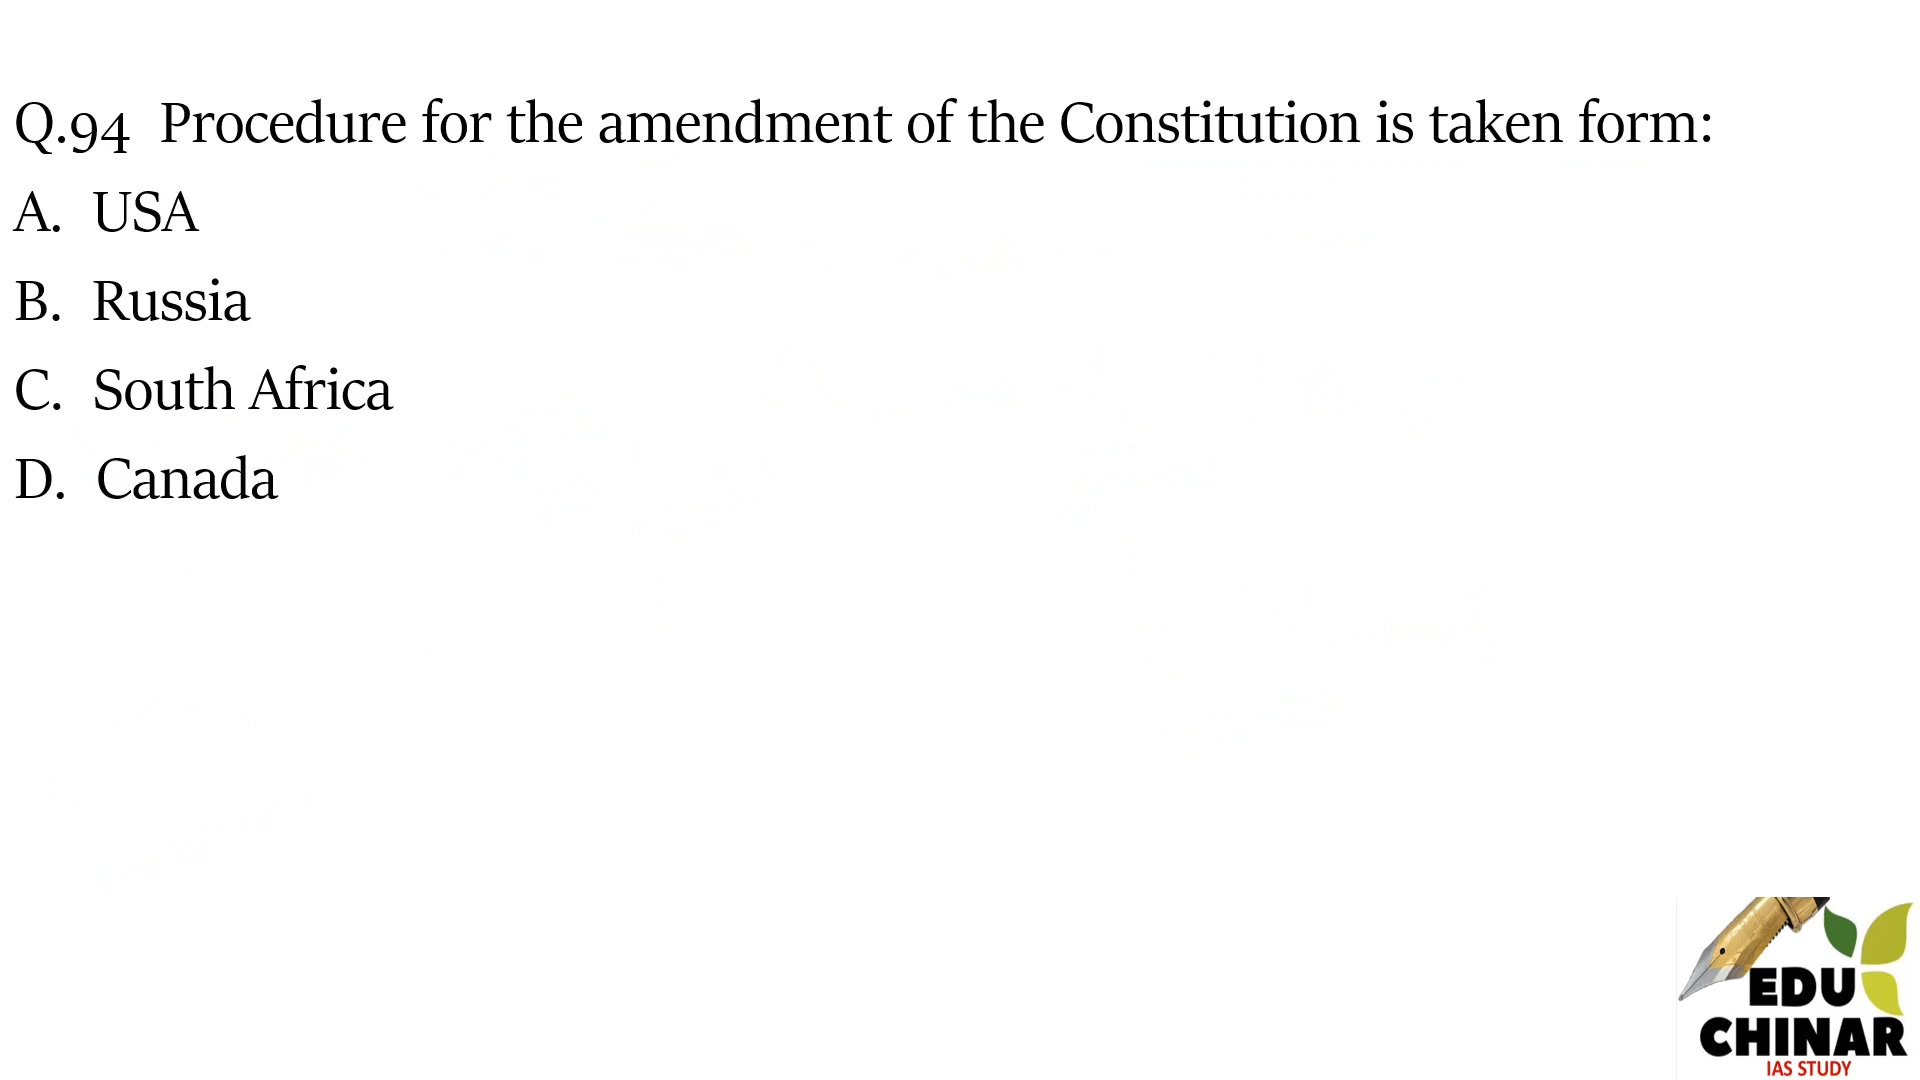 Q.94 Procedure for the amendment of the Constitution is taken form:
A. USA
B. Russia
C. South Africa
D. Canada
EDU
CHINAR
IAS STUDY